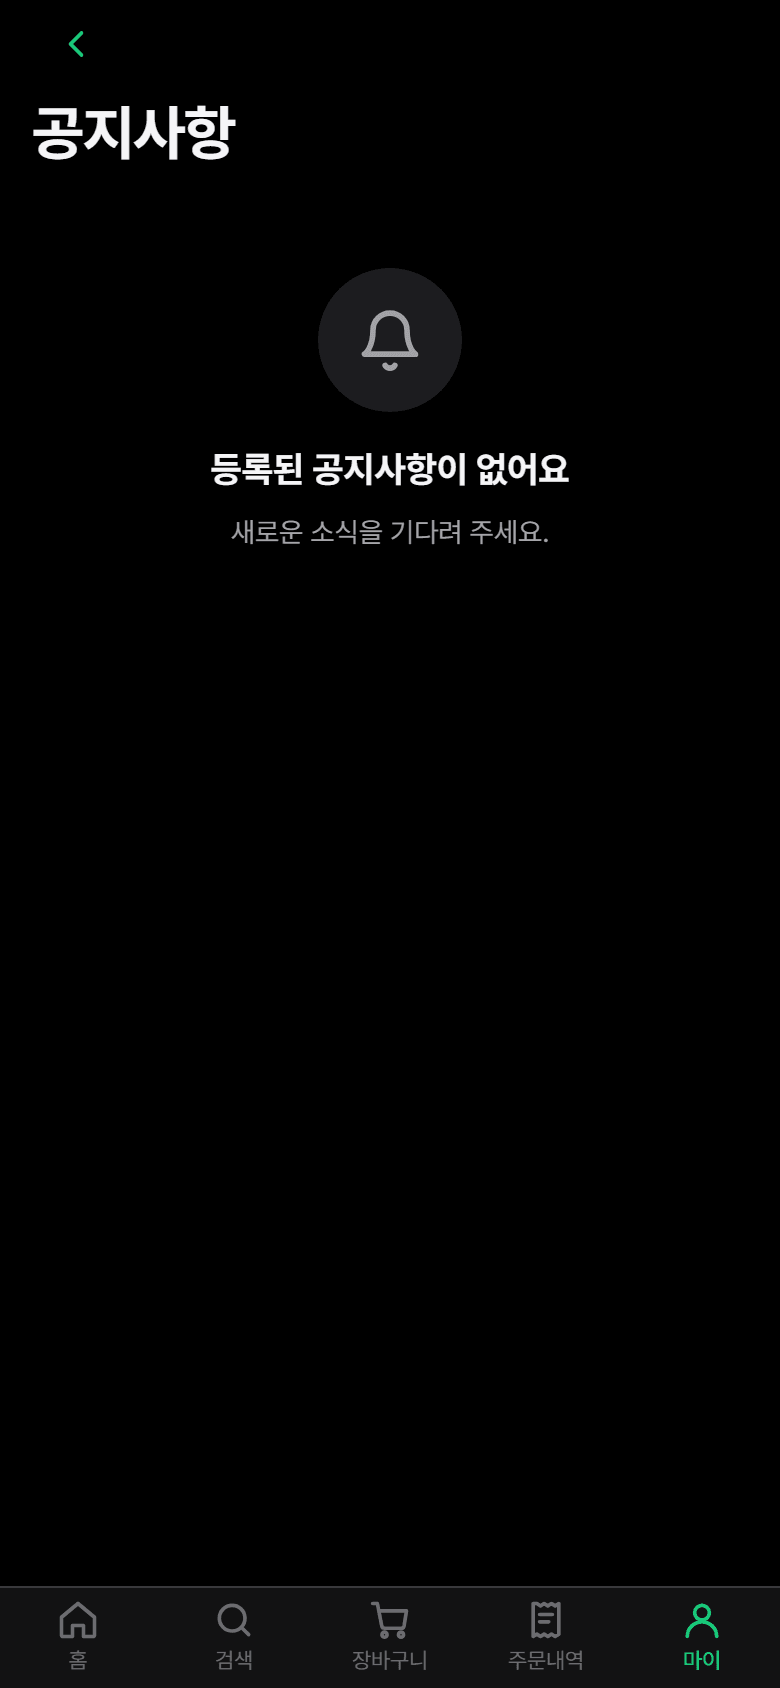 공지사항
등록된 공지사항이 없어요
새로운 소식을 기다려 주세요.
홈
검색
장바구니
주문내역
마이